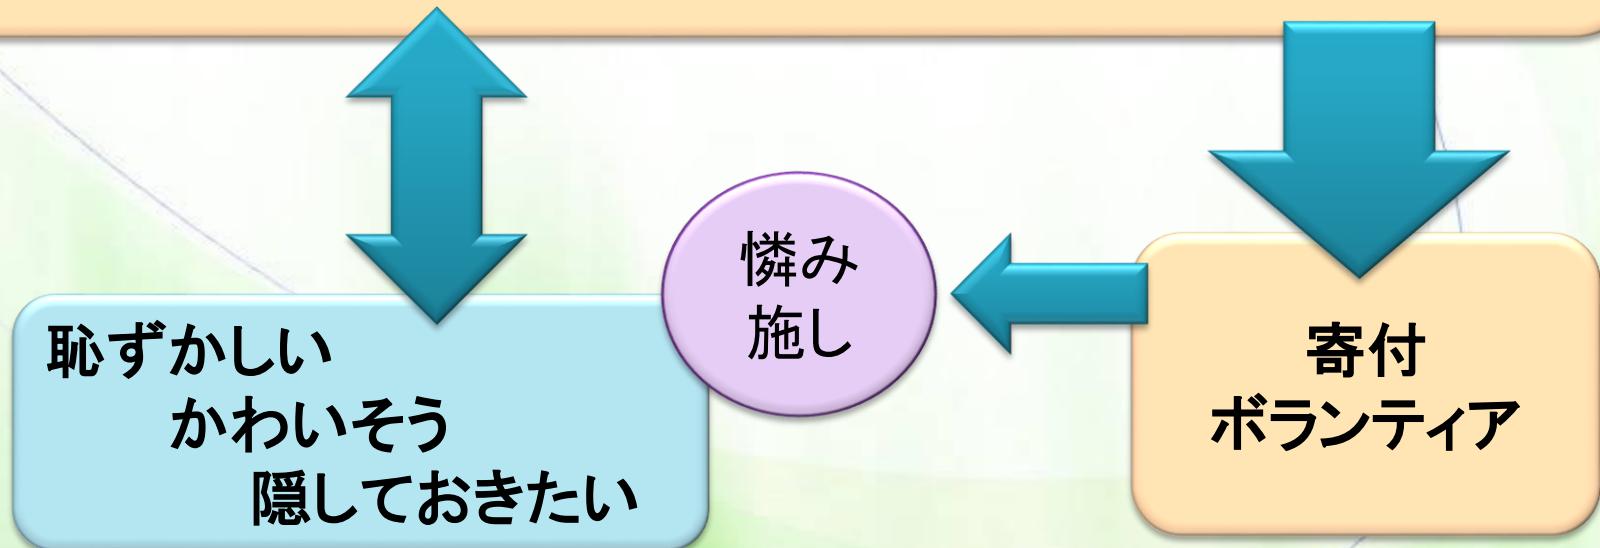 恥ずかしい
かわいそう
隠しておきたい
憐み
施し
寄付
ボランティア